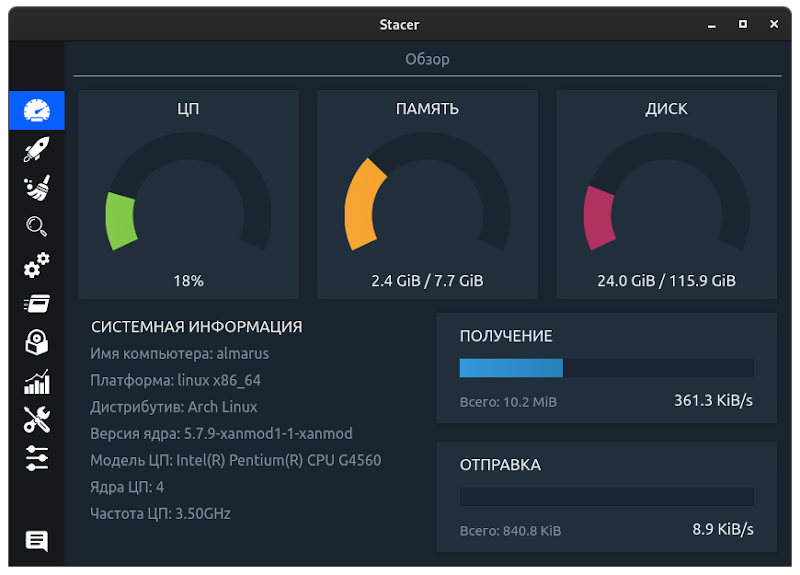 Stacer
Обзор
ЦП
ПАМЯТЬ
ДИСК
18%
2.4 GiB / 7.7 GiB
24.0 GiB / 115.9 GiB
СИСТЕМНАЯ ИНФОРМАЦИЯ
Имя компьютера: almarus
Платформа: linux x86_64
Дистрибутив: Arch Linux
Версия ядра: 5.7.9-xanmod1-1-xanmod
Модель ЦП: Intel(R) Pentium(R) CPU G4560
Ядра ЦП: 4
Частота ЦП: 3.50GHz
ПОЛУЧЕНИЕ
Всего: 10.2 MiB
361.3 KiB/s
ОТПРАВКА
Всего: 840.8 KiB
8.9 KiB/s